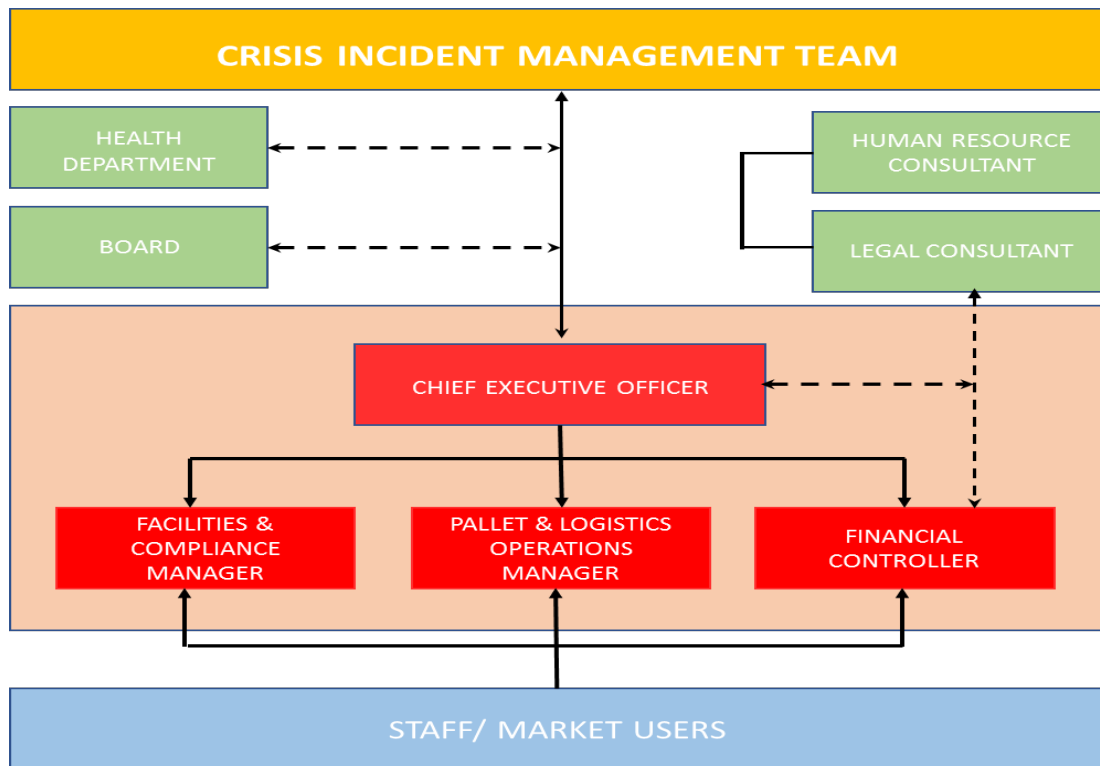 CRISIS INCIDENT MANAGEMENT TEAM
HEALTH
DEPARTMENT
HUMAN RESOURCE
CONSULTANT
BOARD
LEGAL CONSULTANT
CHIEF EXECUTIVE OFFICER
FACILITIES &
COMPLIANCE
MANAGER
PALLET & LOGISTICS
OPERATIONS
MANAGER
FINANCIAL
CONTROLLER
STAFF/ MARKET USERS